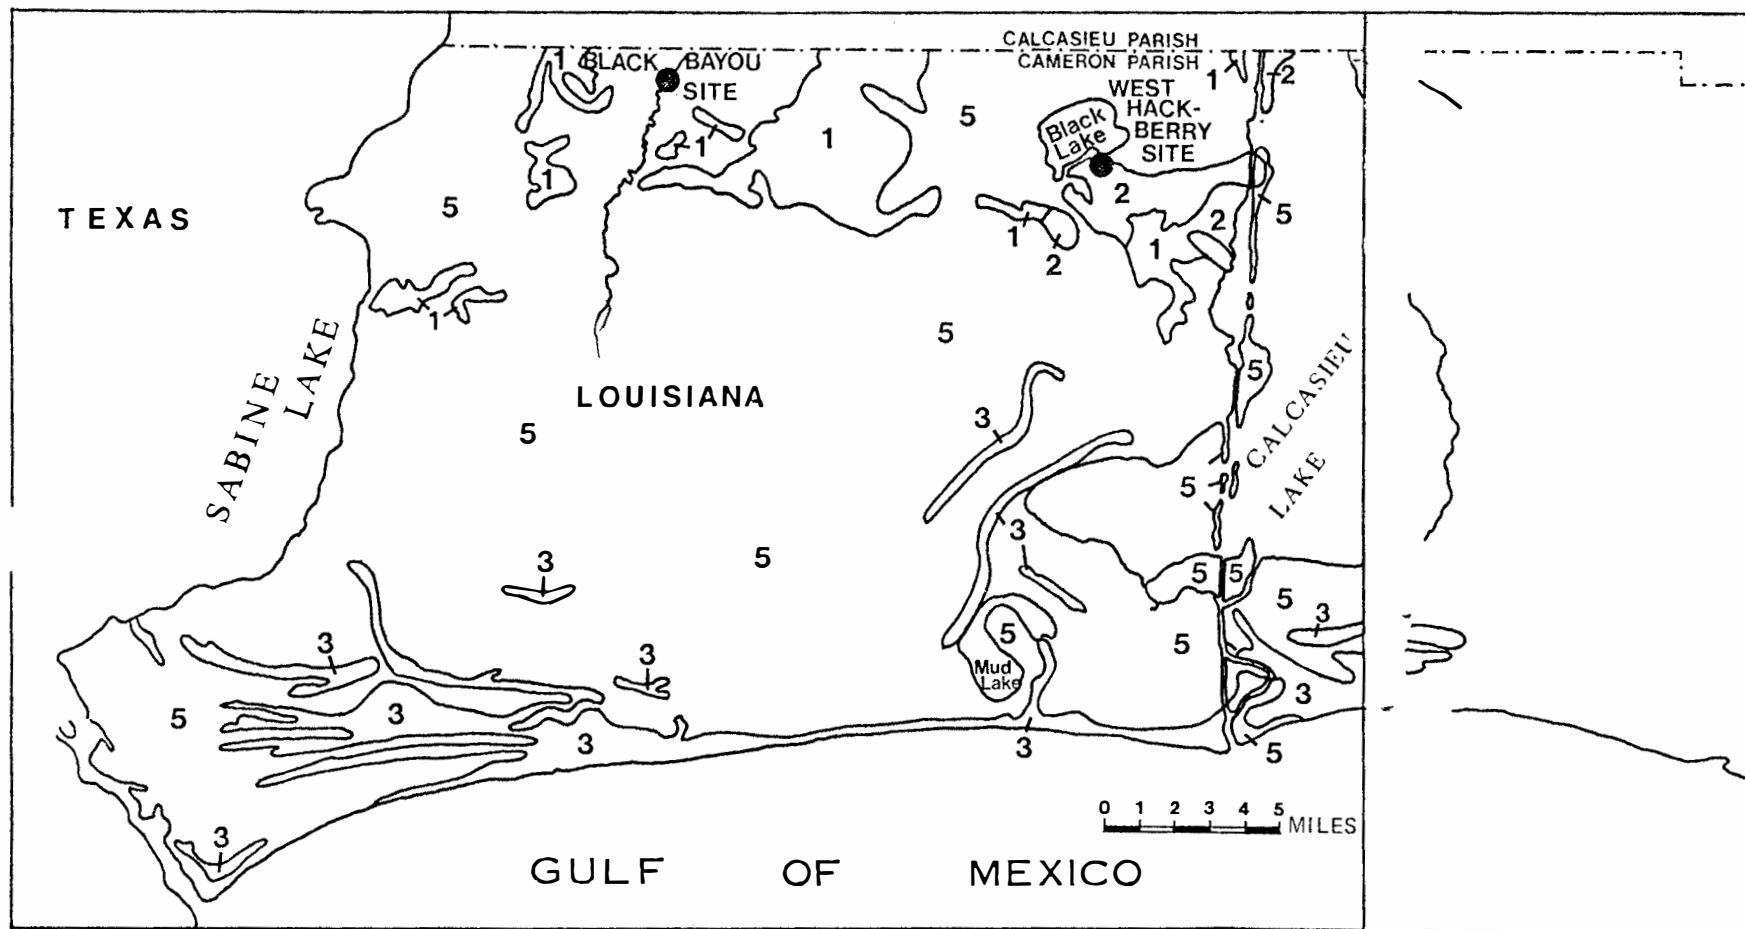 CALCASIEU PARISH
CAMERON PARISH
1
BLACK BAYOU
SITE
1
2
WEST
HACK-
BERRY
SITE
Black
Lake
5
1
1
1
2
TEXAS
5
2
5
1
1
2
1
5
SABINE
LAKE
5
CALCASIEU
LAKE
LOUISIANA
3
5
5
3
3
5
5
5
5
3
3
3
5
5
Mud
Lake
3
3
5
3
3
3
5
0 1 2 3 4 5
MILES
3
GULF OF MEXICO